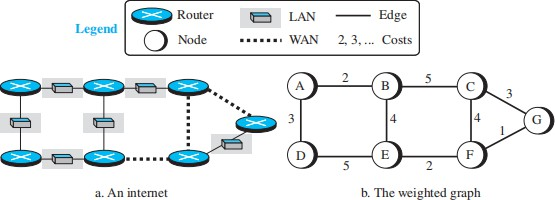 Legend
Router
LAN
Edge
Node
WAN
2, 3, ... Costs
A
2
B
5
C
3
G
3
4
4
1
D
5
E
2
F
a. An internet
b. The weighted graph